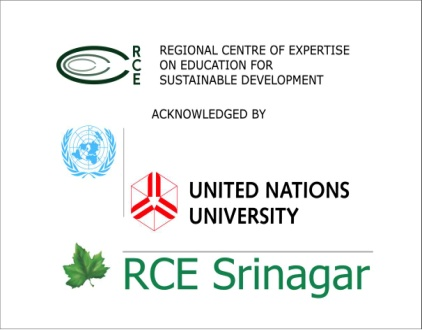 RCE
REGIONAL CENTRE OF EXPERTISE
ON EDUCATION FOR
SUSTAINABLE DEVELOPMENT
ACKNOWLEDGED BY
UNITED NATIONS
UNIVERSITY
RCE Srinagar